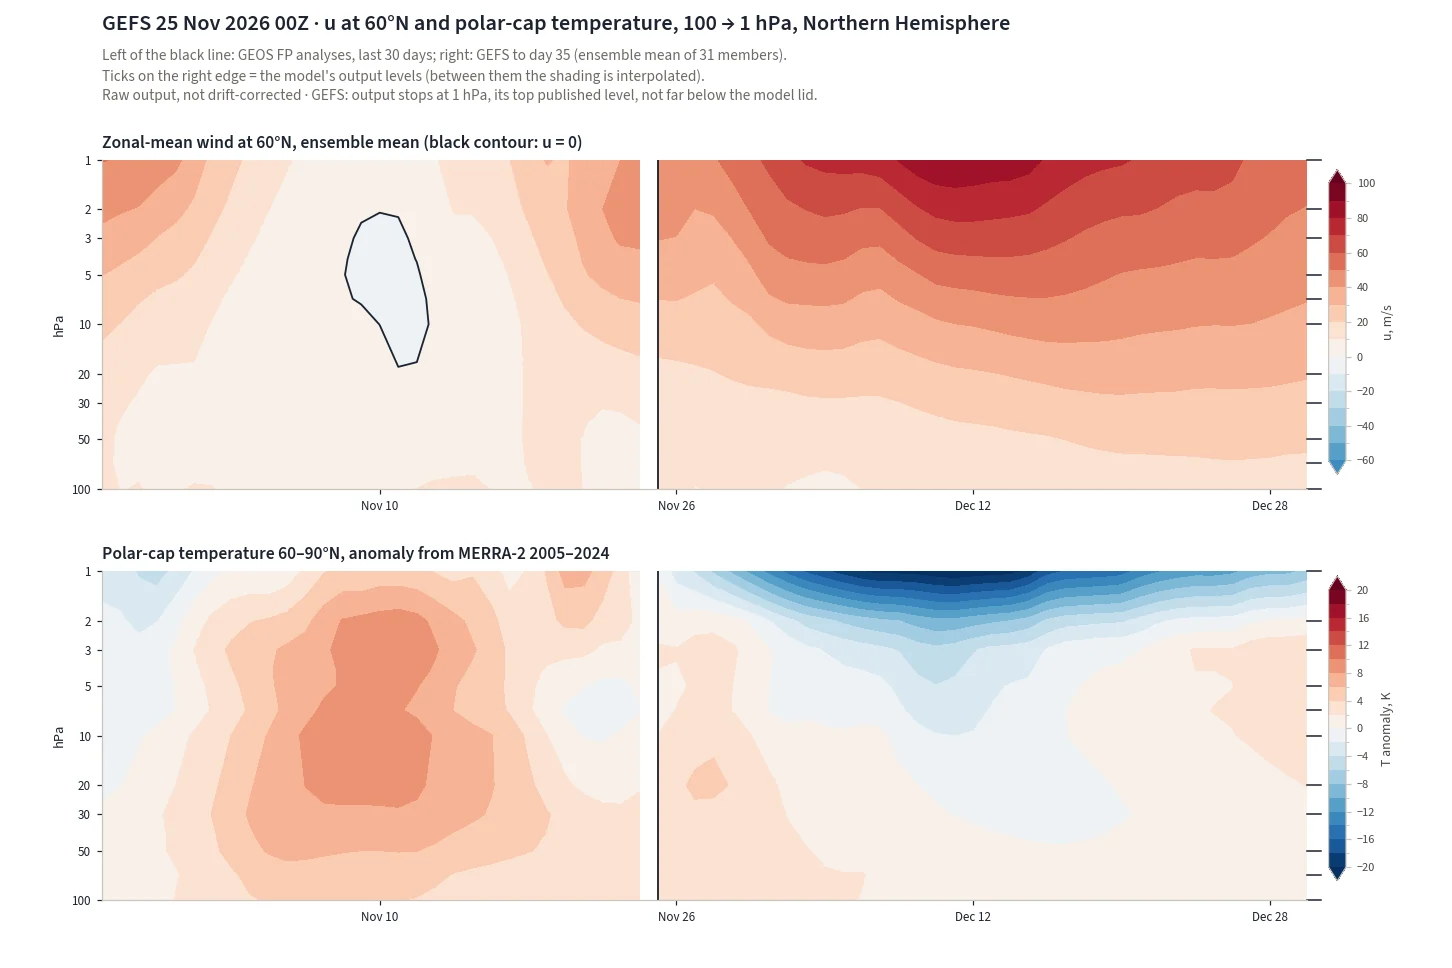 GEFS 25 Nov 2026 00Z · u at 60°N and polar-cap temperature, 100 → 1 hPa, Northern Hemisphere
Left of the black line: GEOS FP analyses, last 30 days; right: GEFS to day 35 (ensemble mean of 31 members).
Ticks on the right edge = the model's output levels (between them the shading is interpolated).
Raw output, not drift-corrected · GEFS: output stops at 1 hPa, its top published level, not far below the model lid.
Zonal-mean wind at 60°N, ensemble mean (black contour: u = 0)
1
2
3
5
10
20
30
50
100
hPa
Nov 10
Nov 26
Dec 12
Dec 28
100
80
60
40
20
0
−20
−40
−60
u, m/s
Polar-cap temperature 60–90°N, anomaly from MERRA-2 2005–2024
1
2
3
5
10
20
30
50
100
hPa
Nov 10
Nov 26
Dec 12
Dec 28
20
16
12
8
4
0
−4
−8
−12
−16
−20
T anomaly, K